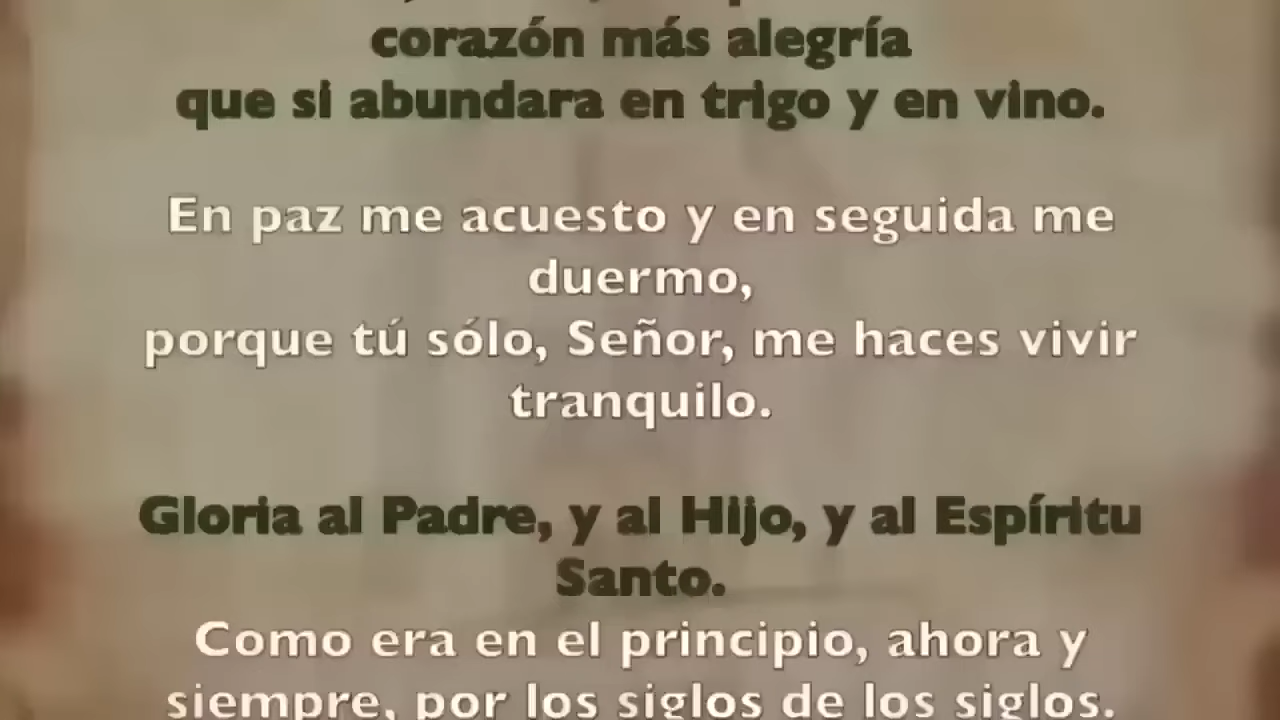 corazón más alegría
que si abundara en trigo y en vino.
En paz me acuesto y en seguida me
duermo,
porque tú sólo, Señor, me haces vivir
tranquilo.
Gloria al Padre, y al Hijo, y al Espíritu
Santo.
Como era en el principio, ahora y
siempre, por los siglos de los siglos.